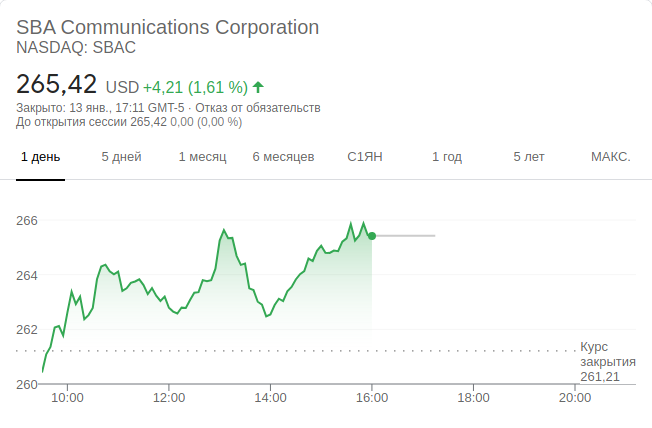 SBA Communications Corporation
NASDAQ: SBAC
265,42 USD +4,21 (1,61 %)
Закрыто: 13 янв., 17:11 GMT-5 · Отказ от обязательств
До открытия сессии 265,42 0,00 (0,00 %)
1 день 5 дней 1 месяц 6 месяцев С1ЯН 1 год 5 лет МАКС.
266
264
262
Курс
закрытия
261,21
260
10:00 12:00 14:00 16:00 18:00 20:00